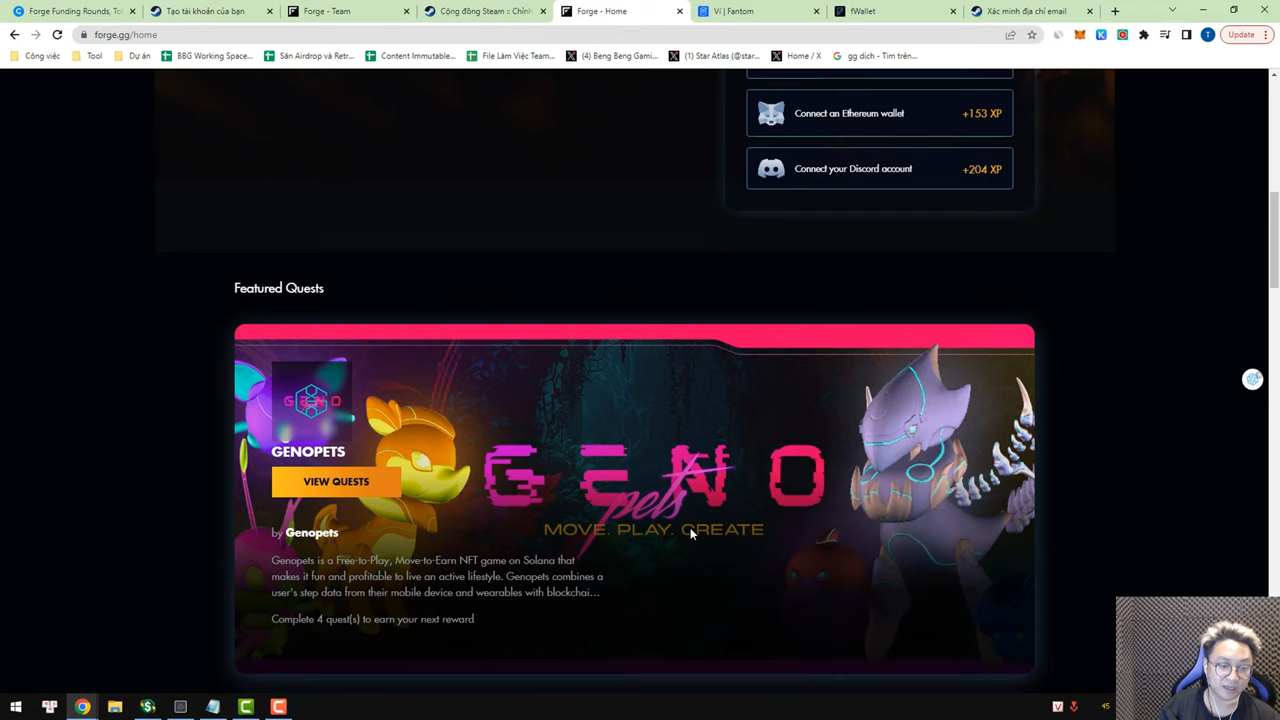 Forge Funding Rounds, To
Tạo tài khoản của bạn
Forge - Team
Cộng đồng Steam :: Chỉnh
Forge - Home
Ví | Fantom
fWallet
Xác minh địa chỉ email
forge.gg/home
Update
Công việc
Tool
Dự án
BBG Working Space...
Săn Airdrop và Retr...
Content Immutable...
File Làm Việc Team...
(4) Beng Beng Gami...
(1) Star Atlas (@star...
Home / X
gg dịch - Tìm trên...
Connect an Ethereum wallet
+153 XP
Connect your Discord account
+204 XP
Featured Quests
GENO
GENOPETS
VIEW QUESTS
GENO
pets
MOVE. PLAY. CREATE
by Genopets
Genopets is a Free-to-Play, Move-to-Earn NFT game on Solana that
makes it fun and profitable to live an active lifestyle. Genopets combines a
user's step data from their mobile device and wearables with blockchai...
Complete 4 quest(s) to earn your next reward
45